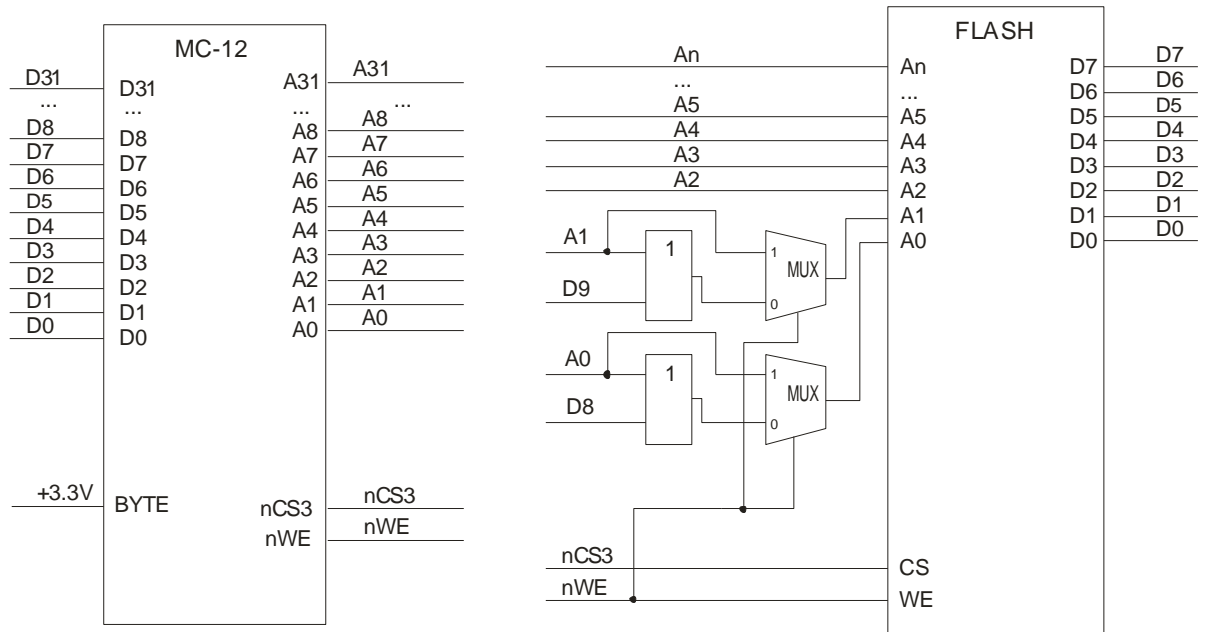 MC-12
D31 D31 A31 A31
... ... ... ...
D8 D8 A8 A8
D7 D7 A7 A7
D6 D6 A6 A6
D5 D5 A5 A5
D4 D4 A4 A4
D3 D3 A3 A3
D2 D2 A2 A2
D1 D1 A1 A1
D0 D0 A0 A0
+3.3V BYTE
nCS3 nCS3
nWE nWE
FLASH
An An D7 D7
... ... D6 D6
A5 A5 D5 D5
A4 A4 D4 D4
A3 A3 D3 D3
A2 A2 D2 D2
A1 D1 D1
A0 D0 D0
A1 1 1 MUX
D9 0
A0 1 1 MUX
D8 0
nCS3 CS
nWE WE